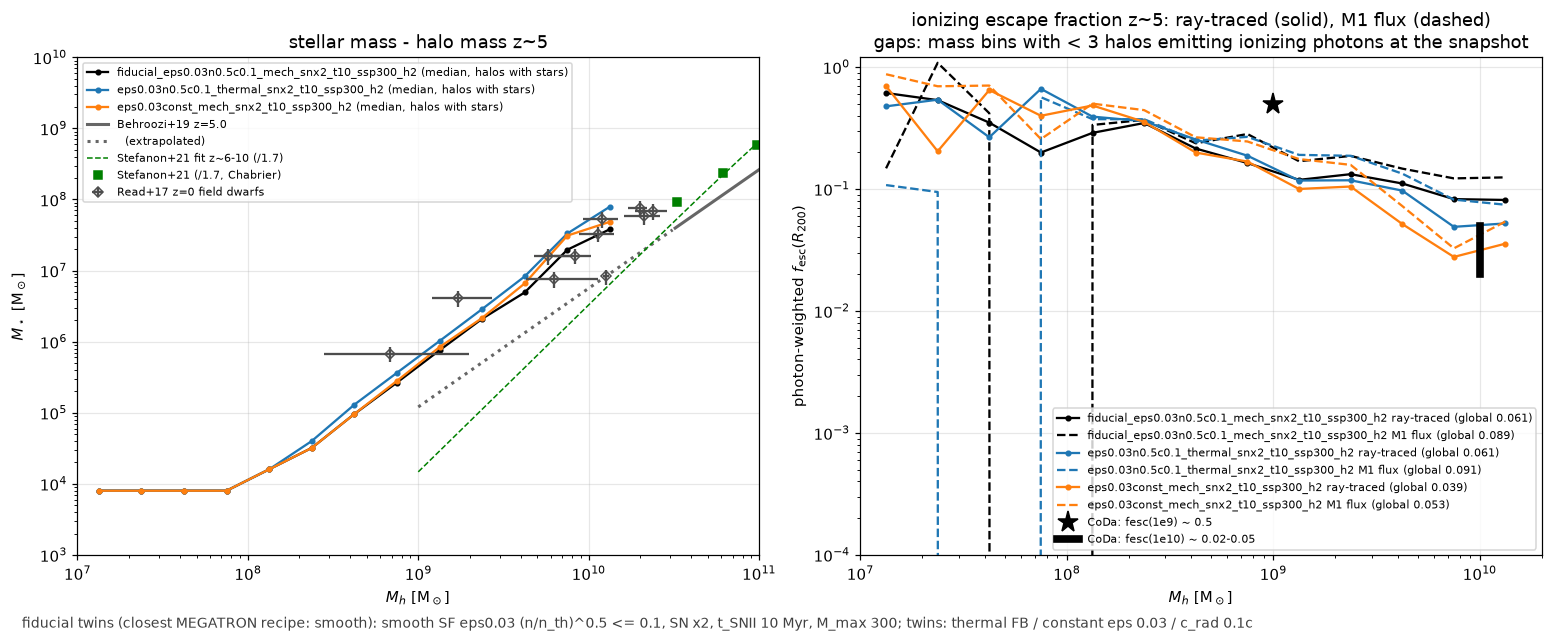 stellar mass - halo mass z~5
10^10
10^9
10^8
10^7
10^6
10^5
10^4
10^3
M⋆ [M⊙]
fiducial_eps0.03n0.5c0.1_mech_snx2_t10_ssp300_h2 (median, halos with stars)
eps0.03n0.5c0.1_thermal_snx2_t10_ssp300_h2 (median, halos with stars)
eps0.03const_mech_snx2_t10_ssp300_h2 (median, halos with stars)
Behroozi+19 z=5.0
(extrapolated)
Stefanon+21 fit z~6-10 (/1.7)
Stefanon+21 (/1.7, Chabrier)
Read+17 z=0 field dwarfs
10^7 10^8 10^9 10^10 10^11
M_h [M⊙]
ionizing escape fraction z~5: ray-traced (solid), M1 flux (dashed)
gaps: mass bins with < 3 halos emitting ionizing photons at the snapshot
10^0
10^-1
10^-2
10^-3
10^-4
photon-weighted f_esc(R_200)
fiducial_eps0.03n0.5c0.1_mech_snx2_t10_ssp300_h2 ray-traced (global 0.061)
fiducial_eps0.03n0.5c0.1_mech_snx2_t10_ssp300_h2 M1 flux (global 0.089)
eps0.03n0.5c0.1_thermal_snx2_t10_ssp300_h2 ray-traced (global 0.061)
eps0.03n0.5c0.1_thermal_snx2_t10_ssp300_h2 M1 flux (global 0.091)
eps0.03const_mech_snx2_t10_ssp300_h2 ray-traced (global 0.039)
eps0.03const_mech_snx2_t10_ssp300_h2 M1 flux (global 0.053)
CoDa: fesc(1e9) ~ 0.5
CoDa: fesc(1e10) ~ 0.02-0.05
10^7 10^8 10^9 10^10
M_h [M⊙]
fiducial twins (closest MEGATRON recipe: smooth): smooth SF eps0.03 (n/n_th)^0.5 <= 0.1, SN x2, t_SNII 10 Myr, M_max 300; twins: thermal FB / constant eps 0.03 / c_rad 0.1c